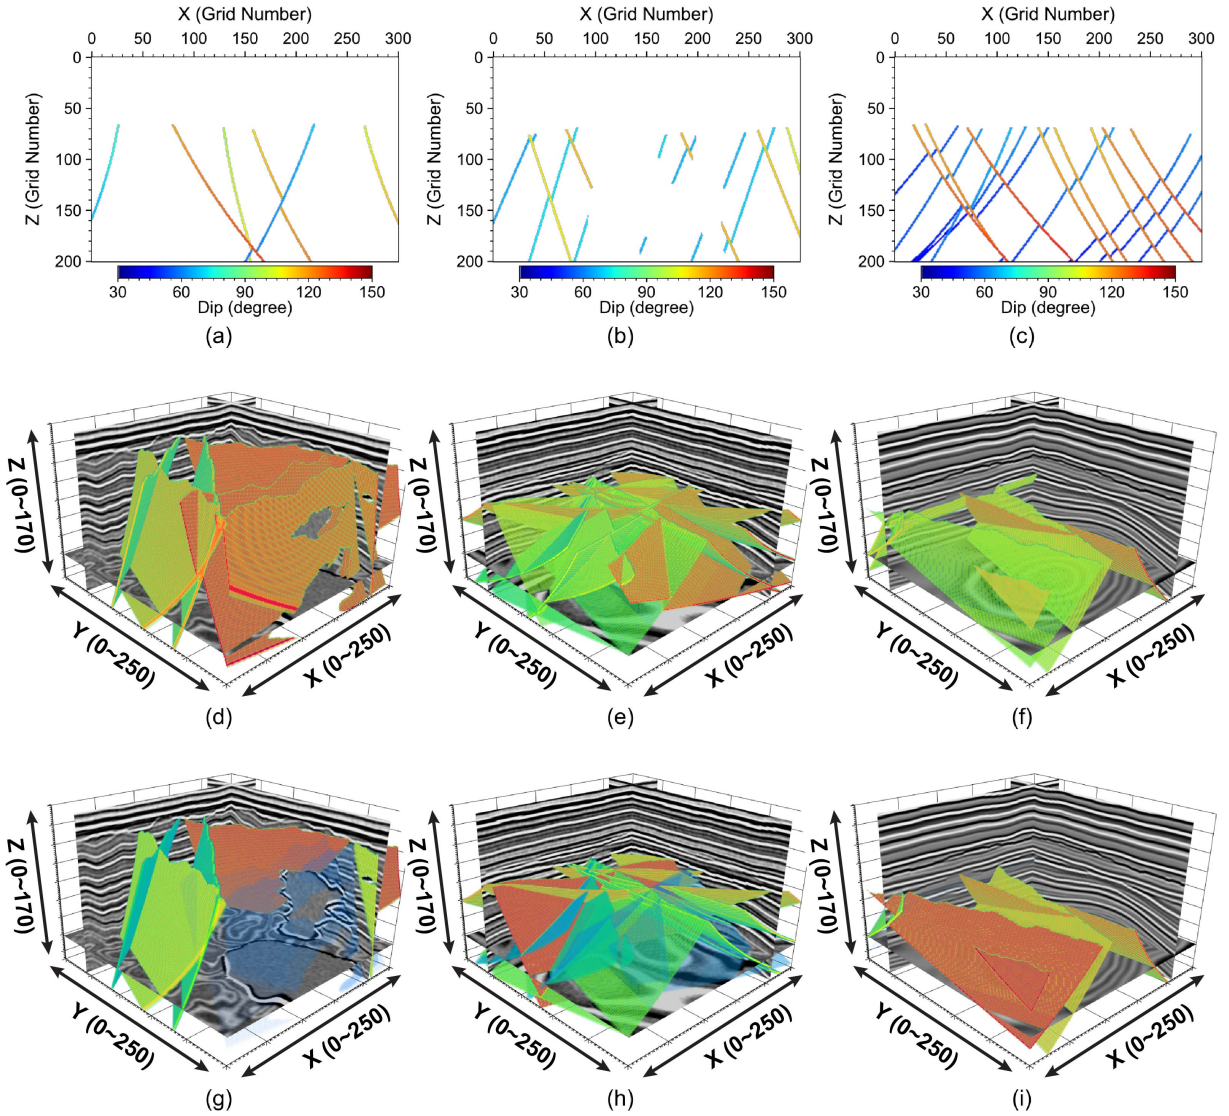 X (Grid Number) X (Grid Number) X (Grid Number)
0 50 100 150 200 250 300 0 50 100 150 200 250 300 0 50 100 150 200 250 300
0 0 0
50 50 50
100 100 100
150 150 150
200 200 200
Z (Grid Number) Z (Grid Number) Z (Grid Number)
30 60 90 120 150 30 60 90 120 150 30 60 90 120 150
Dip (degree) Dip (degree) Dip (degree)
(a) (b) (c)
Z (0~170) Z (0~170) Z (0~170)
Y (0~250) X (0~250) Y (0~250) X (0~250) Y (0~250) X (0~250)
(d) (e) (f)
Z (0~170) Z (0~170) Z (0~170)
Y (0~250) X (0~250) Y (0~250) X (0~250) Y (0~250) X (0~250)
(g) (h) (i)